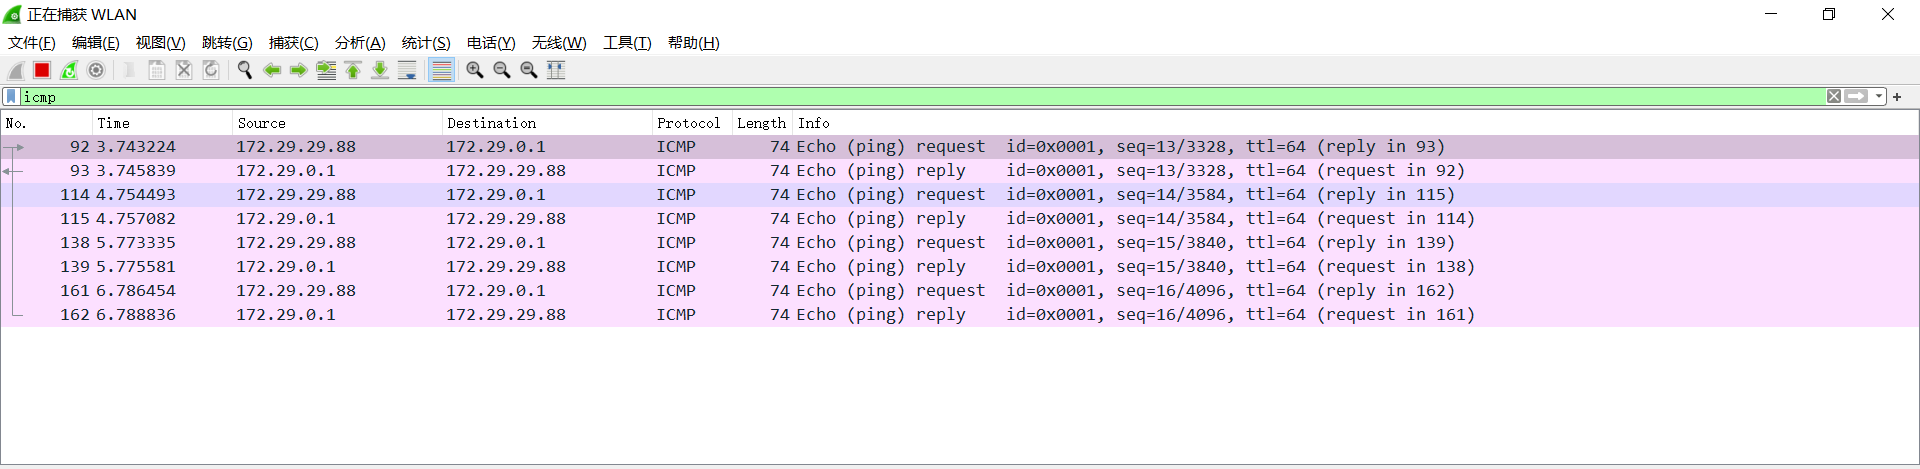 正在捕获 WLAN
文件(F) 编辑(E) 视图(V) 跳转(G) 捕获(C) 分析(A) 统计(S) 电话(Y) 无线(W) 工具(T) 帮助(H)
icmp
No. Time Source Destination Protocol Length Info
92 3.743224 172.29.29.88 172.29.0.1 ICMP 74 Echo (ping) request id=0x0001, seq=13/3328, ttl=64 (reply in 93)
93 3.745839 172.29.0.1 172.29.29.88 ICMP 74 Echo (ping) reply id=0x0001, seq=13/3328, ttl=64 (request in 92)
114 4.754493 172.29.29.88 172.29.0.1 ICMP 74 Echo (ping) request id=0x0001, seq=14/3584, ttl=64 (reply in 115)
115 4.757082 172.29.0.1 172.29.29.88 ICMP 74 Echo (ping) reply id=0x0001, seq=14/3584, ttl=64 (request in 114)
138 5.773335 172.29.29.88 172.29.0.1 ICMP 74 Echo (ping) request id=0x0001, seq=15/3840, ttl=64 (reply in 139)
139 5.775581 172.29.0.1 172.29.29.88 ICMP 74 Echo (ping) reply id=0x0001, seq=15/3840, ttl=64 (request in 138)
161 6.786454 172.29.29.88 172.29.0.1 ICMP 74 Echo (ping) request id=0x0001, seq=16/4096, ttl=64 (reply in 162)
162 6.788836 172.29.0.1 172.29.29.88 ICMP 74 Echo (ping) reply id=0x0001, seq=16/4096, ttl=64 (request in 161)